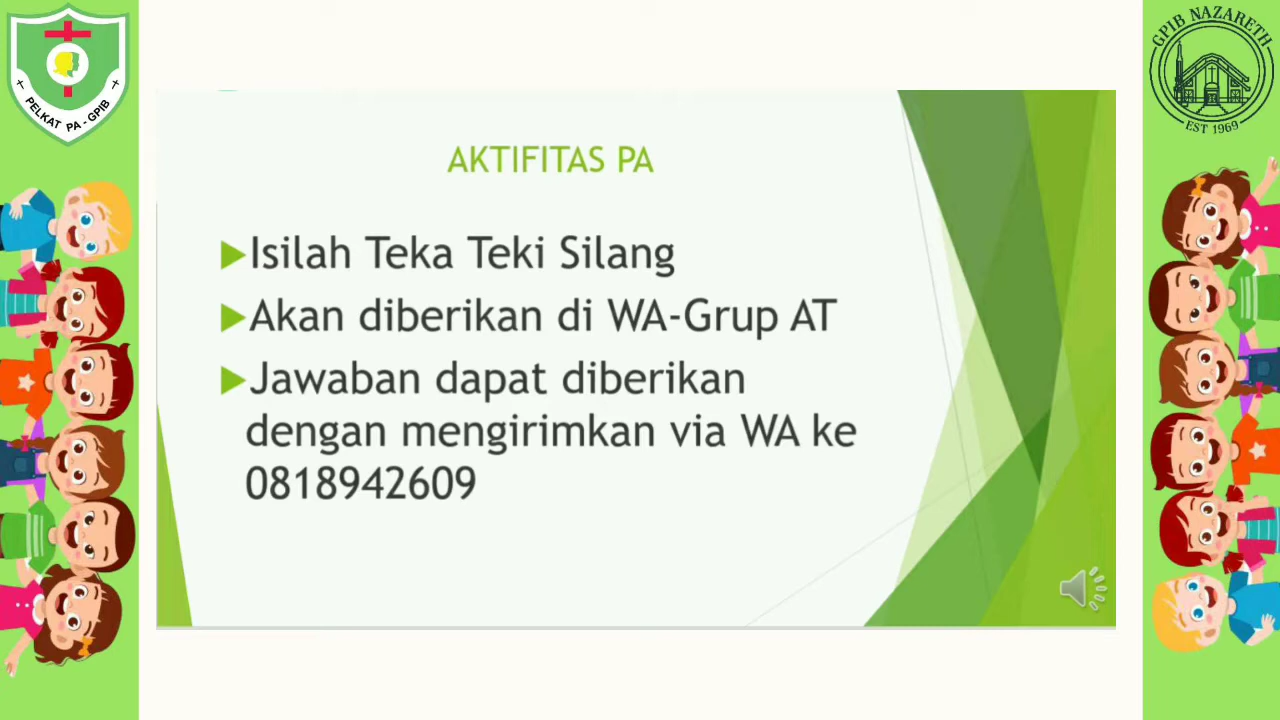 PELKAT PA - GPIB
GPIB NAZARETH
EST 1969
AKTIFITAS PA
Isilah Teka Teki Silang
Akan diberikan di WA-Grup AT
Jawaban dapat diberikan
dengan mengirimkan via WA ke
0818942609